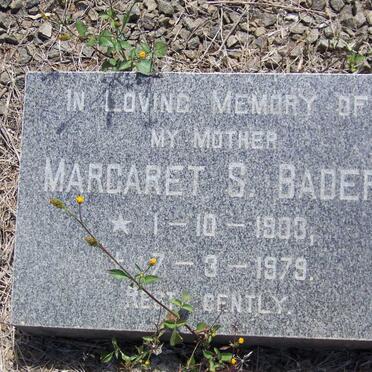 IN LOVING MEMORY OF
MY MOTHER
MARGARET S. BADER
★ 1-10-1903,
-3-1979.
REST GENTLY.